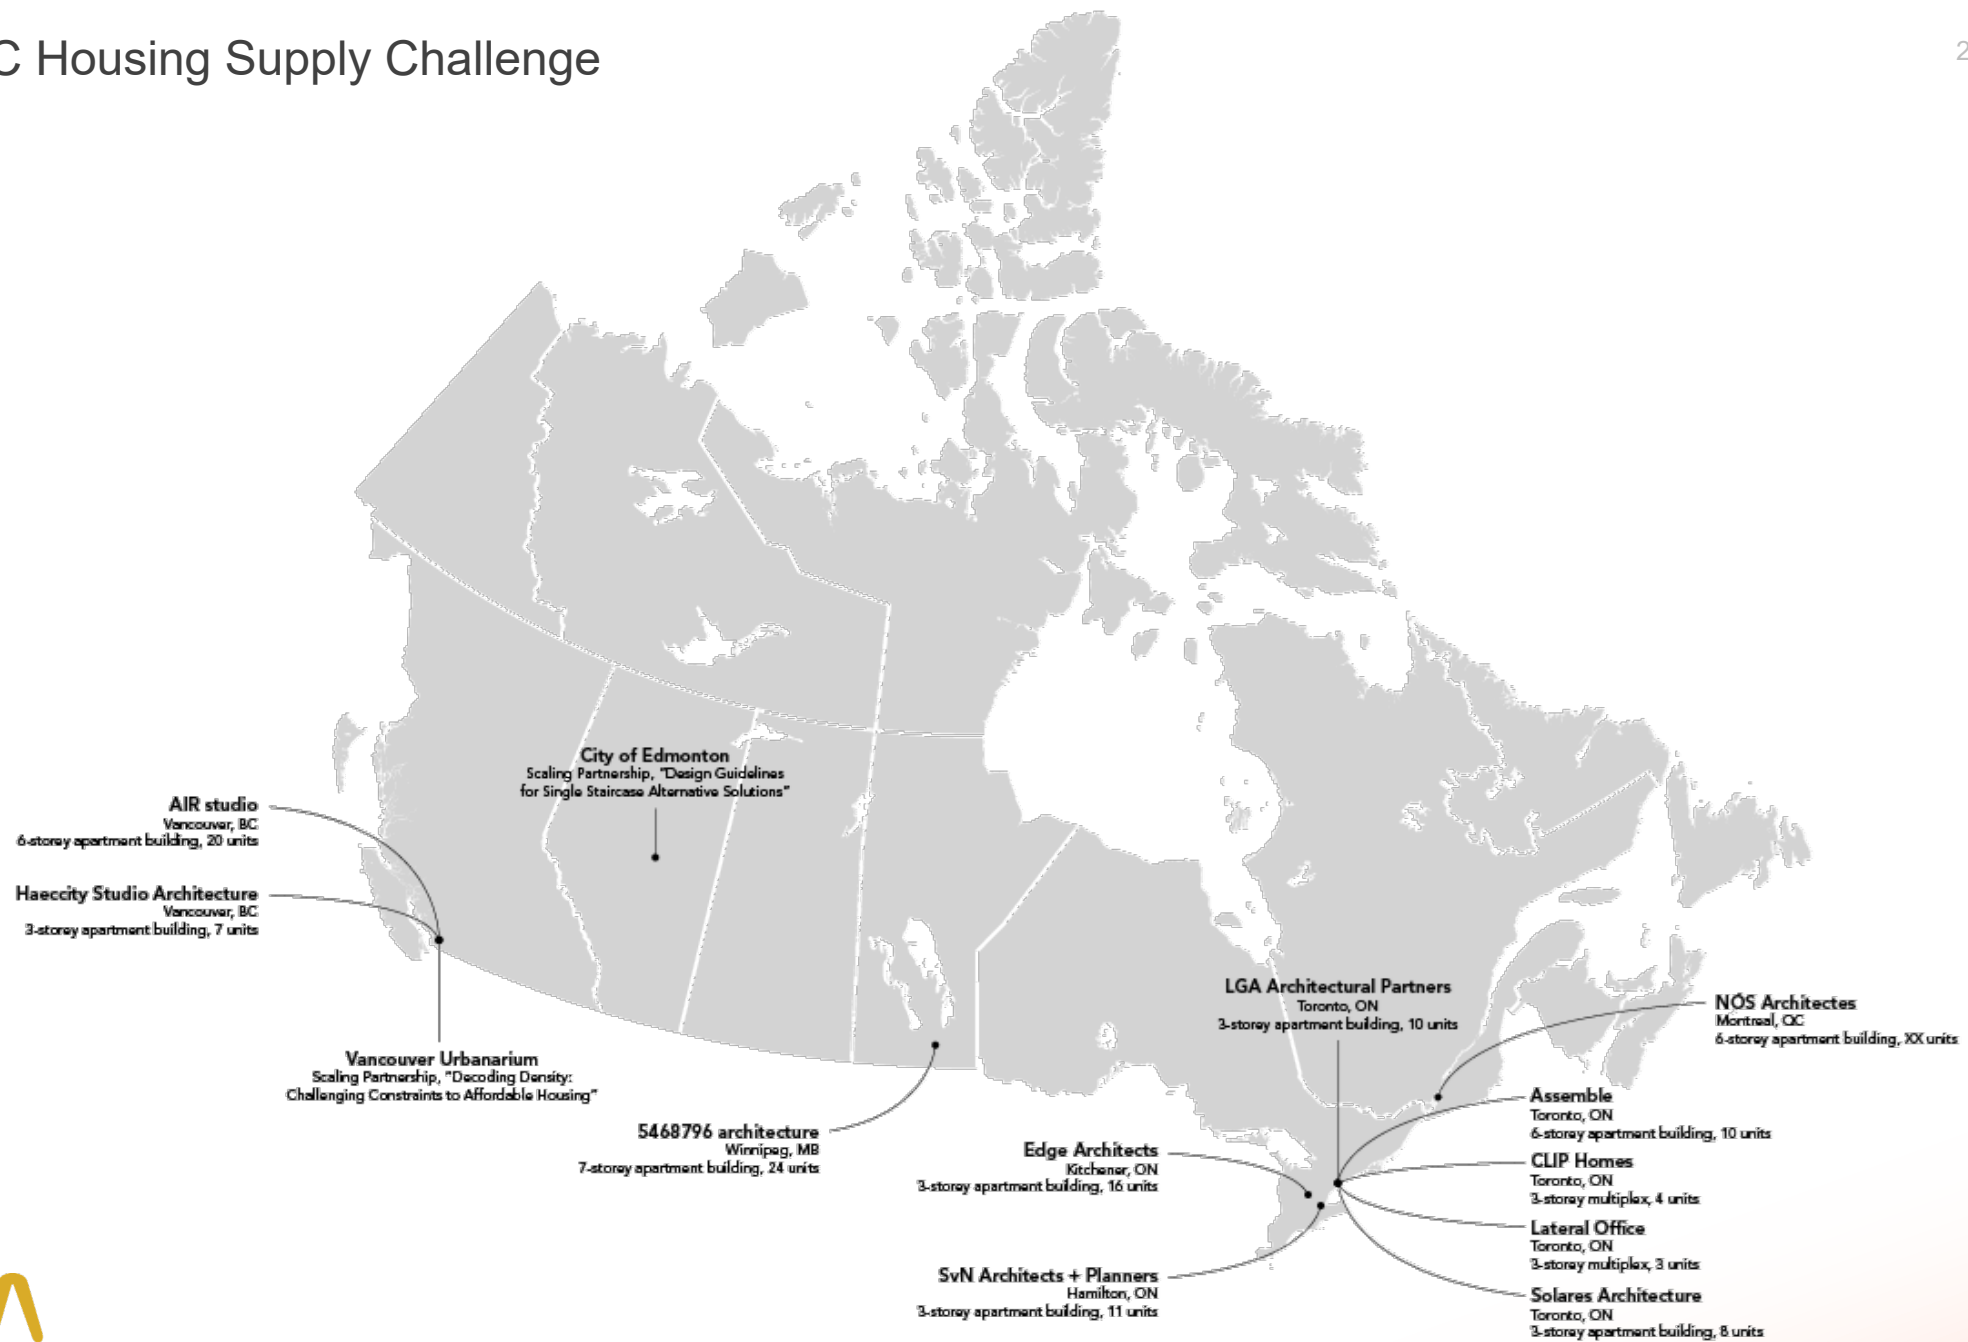 C Housing Supply Challenge
2
City of Edmonton
Scaling Partnership, "Design Guidelines
for Single Staircase Alternative Solutions"
AIR studio
Vancouver, BC
6-storey apartment building, 20 units
Haeccity Studio Architecture
Vancouver, BC
3-storey apartment building, 7 units
Vancouver Urbanarium
Scaling Partnership, "Decoding Density:
Challenging Constraints to Affordable Housing"
5468796 architecture
Winnipeg, MB
7-storey apartment building, 24 units
LGA Architectural Partners
Toronto, ON
3-storey apartment building, 10 units
NÓS Architectes
Montreal, QC
6-storey apartment building, XX units
Edge Architects
Kitchener, ON
3-storey apartment building, 16 units
SvN Architects + Planners
Hamilton, ON
3-storey apartment building, 11 units
Assemble
Toronto, ON
6-storey apartment building, 10 units
CLIP Homes
Toronto, ON
3-storey multiplex, 4 units
Lateral Office
Toronto, ON
3-storey multiplex, 3 units
Solares Architecture
Toronto, ON
3-storey apartment building, 8 units